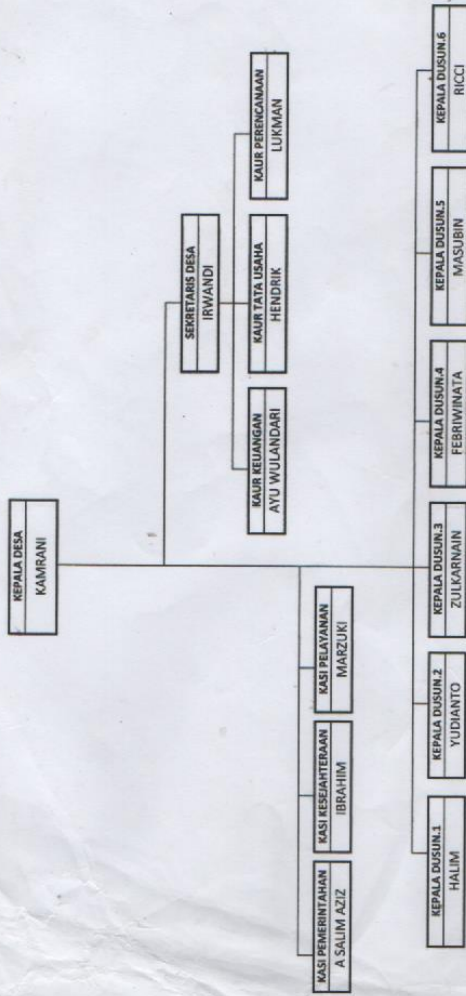 KEPALA DESA
KAMRANI
SEKRETARIS DESA
IRWANDI
KAUR KEUANGAN
AYU WULANDARI
KAUR TATA USAHA
HENDRIK
KAUR PERENCANAAN
LUKMAN
KASI PEMERINTAHAN
A SALIM AZIZ
KASI KESEJAHTERAAN
IBRAHIM
KASI PELAYANAN
MARZUKI
KEPALA DUSUN.1
HALIM
KEPALA DUSUN.2
YUDIANTO
KEPALA DUSUN.3
ZULKARNAIN
KEPALA DUSUN.4
FEBRIWINATA
KEPALA DUSUN.5
MASUBIN
KEPALA DUSUN.6
RICCI